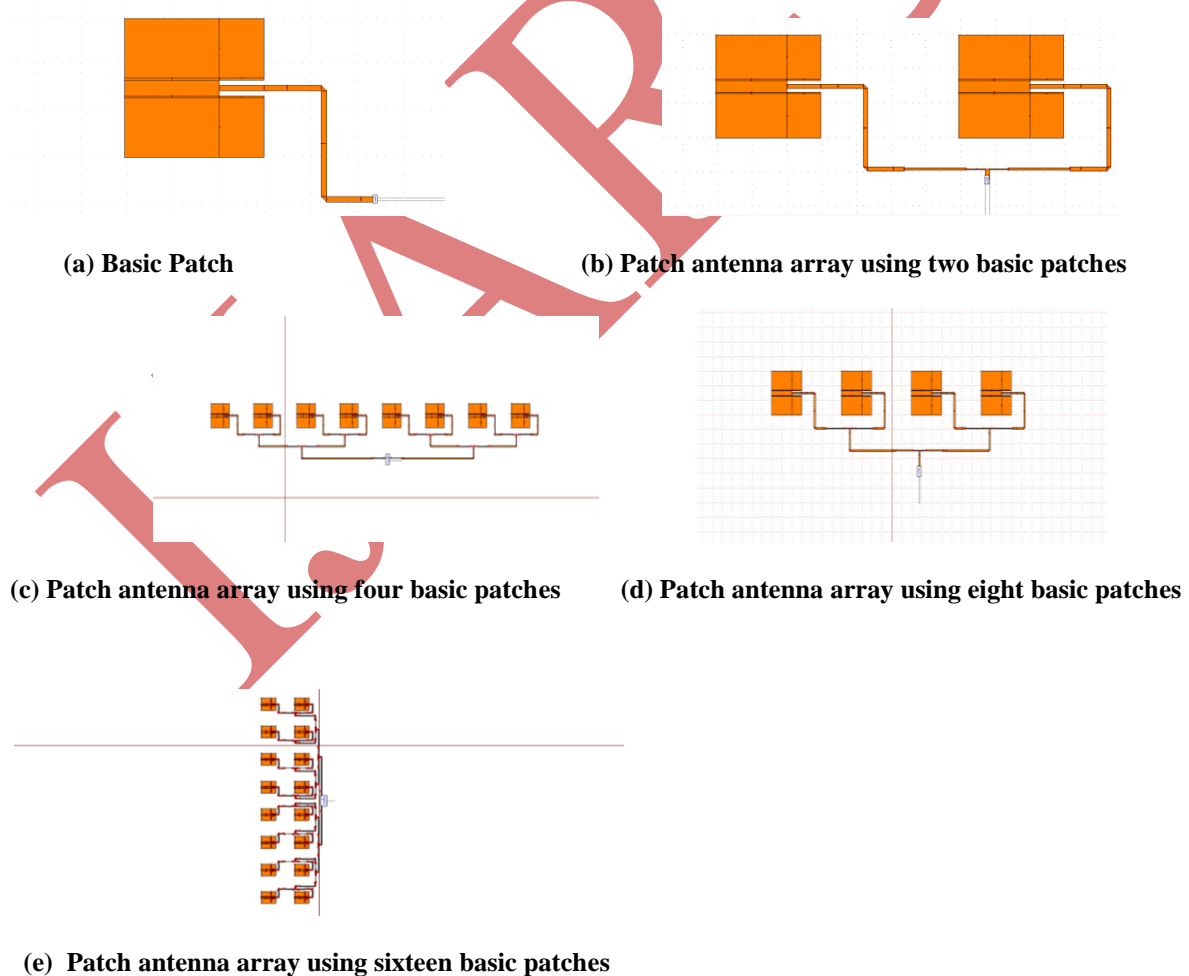 (a) Basic Patch
(b) Patch antenna array using two basic patches
(c) Patch antenna array using four basic patches
(d) Patch antenna array using eight basic patches
(e) Patch antenna array using sixteen basic patches